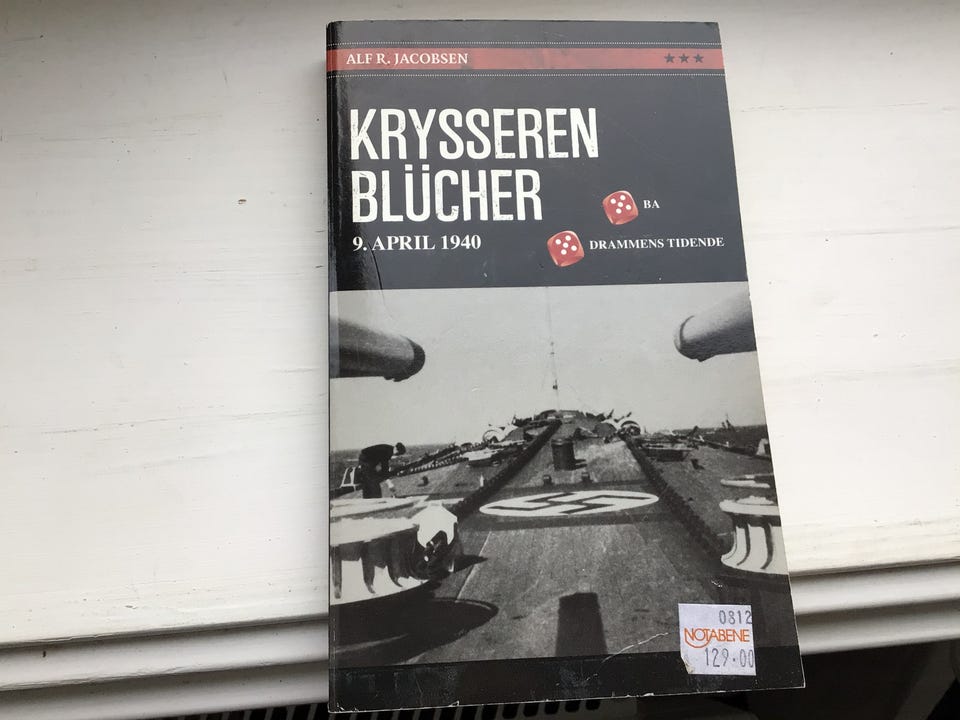 ALF R. JACOBSEN
KRYSSEREN
BLÜCHER
BA
9. APRIL 1940
DRAMMENS TIDENDE
0812
NOTABENE
129.00